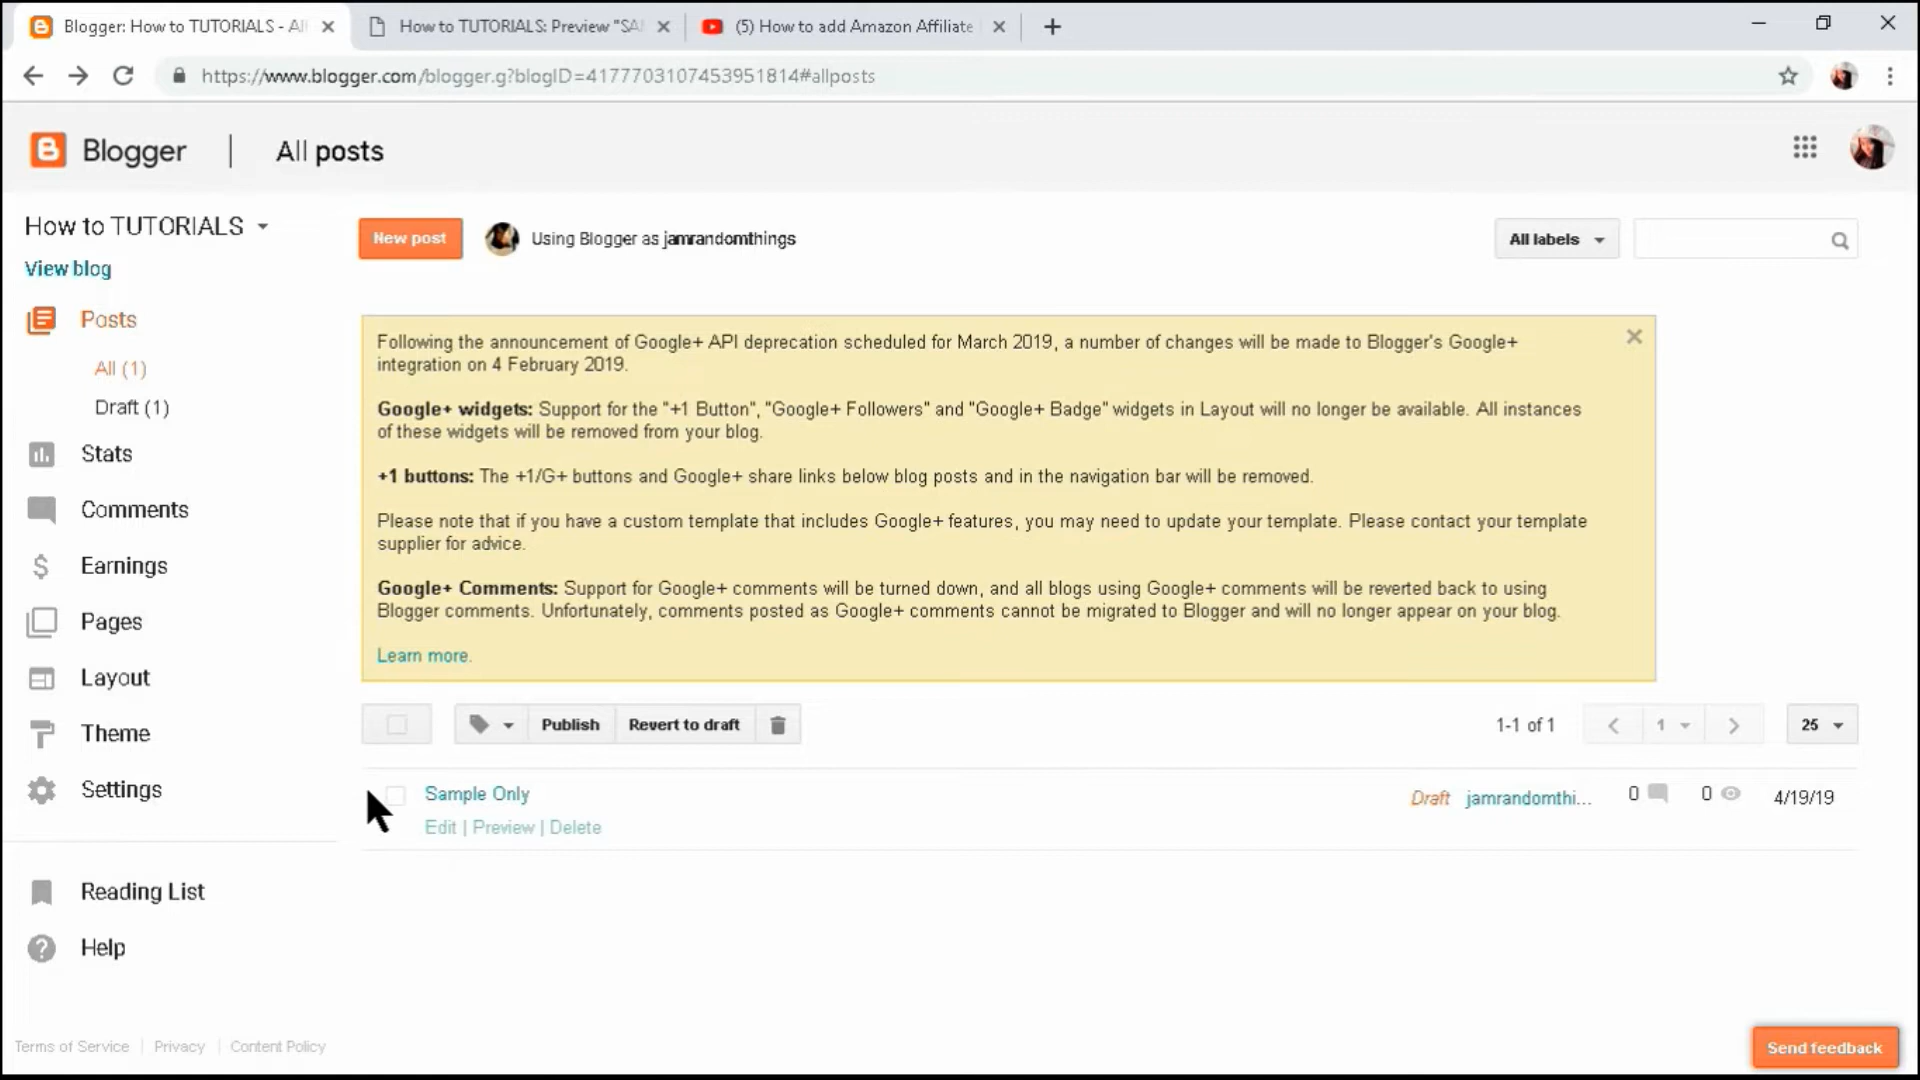 Blogger: How to TUTORIALS - Al
How to TUTORIALS: Preview "SA
(5) How to add Amazon Affiliate
https://www.blogger.com/blogger.g?blogID=4177703107453951814#allposts
Blogger | All posts
How to TUTORIALS
New post
Using Blogger as jamrandomthings
All labels
View blog
Posts
All (1)
Draft (1)
Stats
Comments
Earnings
Pages
Layout
Theme
Settings
Reading List
Help
Following the announcement of Google+ API deprecation scheduled for March 2019, a number of changes will be made to Blogger's Google+
integration on 4 February 2019.
Google+ widgets: Support for the "+1 Button", "Google+ Followers" and "Google+ Badge" widgets in Layout will no longer be available. All instances
of these widgets will be removed from your blog.
+1 buttons: The +1/G+ buttons and Google+ share links below blog posts and in the navigation bar will be removed.
Please note that if you have a custom template that includes Google+ features, you may need to update your template. Please contact your template
supplier for advice.
Google+ Comments: Support for Google+ comments will be turned down, and all blogs using Google+ comments will be reverted back to using
Blogger comments. Unfortunately, comments posted as Google+ comments cannot be migrated to Blogger and will no longer appear on your blog.
Learn more.
Publish
Revert to draft
1-1 of 1
1
25
Sample Only
Draft jamrandomthi... 0 0 4/19/19
Edit | Preview | Delete
Terms of Service | Privacy | Content Policy
Send feedback